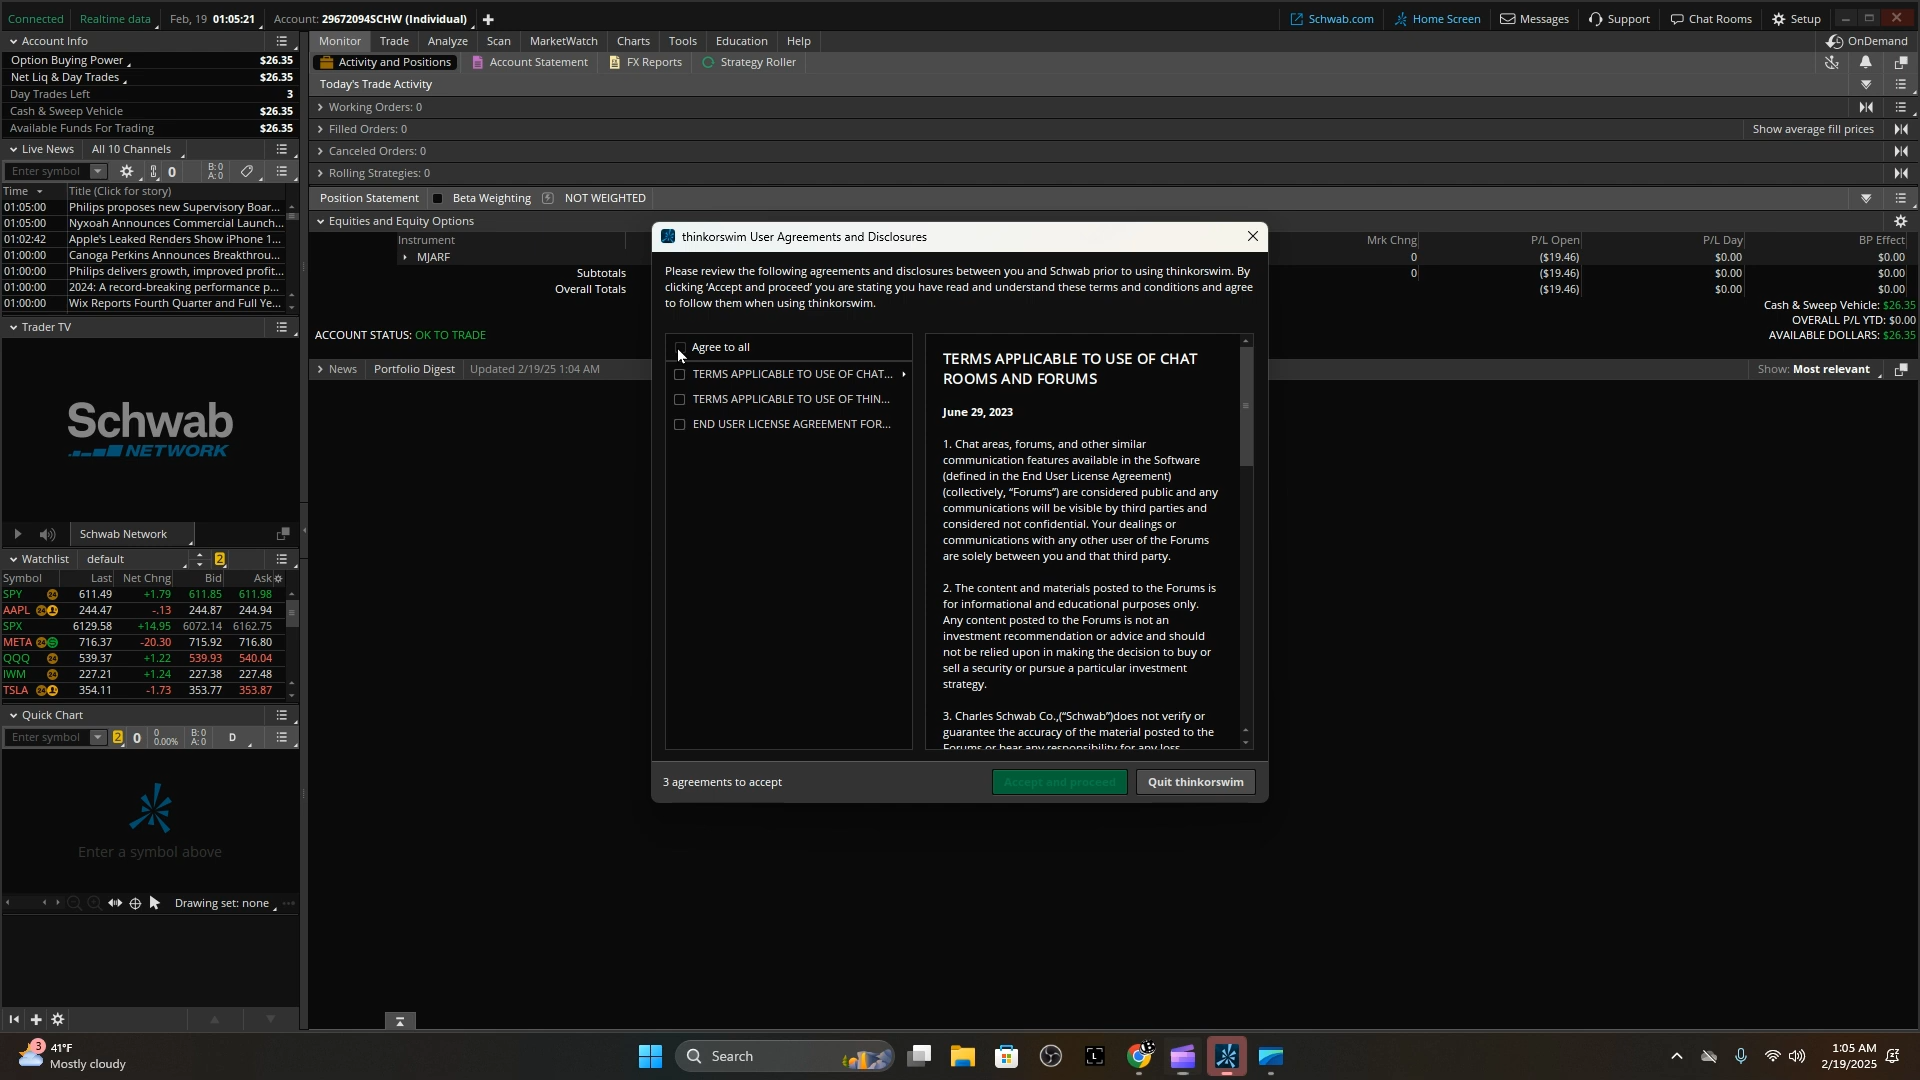 Connected Realtime data Feb, 19 01:05:21 Account: 29672094SCHW (Individual) Schwab.com Home Screen Messages Support Chat Rooms Setup
Account Info Monitor Trade Analyze Scan MarketWatch Charts Tools Education Help OnDemand
Option Buying Power $26.35 Activity and Positions Account Statement FX Reports Strategy Roller
Net Liq & Day Trades $26.35 Today's Trade Activity
Day Trades Left 3
Cash & Sweep Vehicle $26.35 Working Orders: 0
Available Funds For Trading $26.35 Filled Orders: 0 Show average fill prices
Live News All 10 Channels Canceled Orders: 0
Enter symbol 0 B: 0 A: 0 Rolling Strategies: 0
Time Title (Click for story) Position Statement Beta Weighting NOT WEIGHTED
01:05:00 Philips proposes new Supervisory Boar...
01:05:00 Nyxoah Announces Commercial Launch... Equities and Equity Options
01:02:42 Apple's Leaked Renders Show iPhone 1... Instrument Mrk Chng P/L Open P/L Day BP Effect
01:00:00 Canoga Perkins Announces Breakthrou... MJARF 0 ($19.46) $0.00 $0.00
01:00:00 Philips delivers growth, improved profit... Subtotals 0 ($19.46) $0.00 $0.00
01:00:00 2024: A record-breaking performance p... Overall Totals ($19.46) $0.00 $0.00
01:00:00 Wix Reports Fourth Quarter and Full Ye... Cash & Sweep Vehicle: $26.35
OVERALL P/L YTD: $0.00
Trader TV ACCOUNT STATUS: OK TO TRADE AVAILABLE DOLLARS: $26.35
News Portfolio Digest Updated 2/19/25 1:04 AM Show: Most relevant
Schwab
NETWORK
Schwab Network
Watchlist default 2
Symbol Last Net Chng Bid Ask
SPY 24 611.49 +1.79 611.85 611.98
AAPL 24 244.47 -.13 244.87 244.94
SPX 6129.58 +14.95 6072.14 6162.75
META 24 716.37 -20.30 715.92 716.80
QQQ 24 539.37 +1.22 539.93 540.04
IWM 24 227.21 +1.24 227.38 227.48
TSLA 24 354.11 -1.73 353.77 353.87
Quick Chart
Enter symbol 2 0 0 0.00% B: 0 A: 0 D
Enter a symbol above
Drawing set: none
thinkorswim User Agreements and Disclosures
Please review the following agreements and disclosures between you and Schwab prior to using thinkorswim. By
clicking ‘Accept and proceed’ you are stating you have read and understand these terms and conditions and agree
to follow them when using thinkorswim.
Agree to all
TERMS APPLICABLE TO USE OF CHAT...
TERMS APPLICABLE TO USE OF THIN...
END USER LICENSE AGREEMENT FOR...
TERMS APPLICABLE TO USE OF CHAT
ROOMS AND FORUMS
June 29, 2023
1. Chat areas, forums, and other similar
communication features available in the Software
(defined in the End User License Agreement)
(collectively, “Forums”) are considered public and any
communications will be visible by third parties and
considered not confidential. Your dealings or
communications with any other user of the Forums
are solely between you and that third party.
2. The content and materials posted to the Forums is
for informational and educational purposes only.
Any content posted to the Forums is not an
investment recommendation or advice and should
not be relied upon in making the decision to buy or
sell a security or pursue a particular investment
strategy.
3. Charles Schwab Co.,(“Schwab”)does not verify or
guarantee the accuracy of the material posted to the
Forums or bear any responsibility for any loss
3 agreements to accept Accept and proceed Quit thinkorswim
3 41°F
Mostly cloudy
Search
1:05 AM
2/19/2025